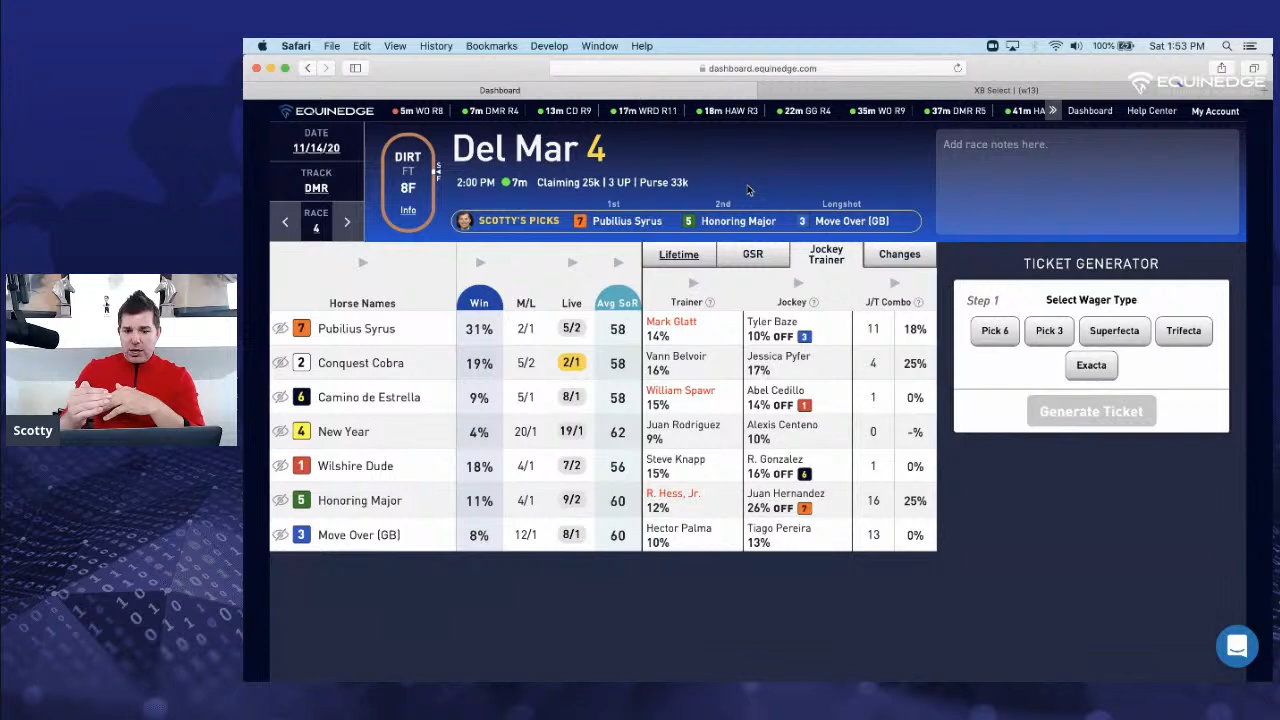 Safari File Edit View History Bookmarks Develop Window Help 100% Sat 1:53 PM
dashboard.equinedge.com
Dashboard XB Select | (w13)
EQUINEDGE
EQUINEDGE 5m WO R8 7m DMR R4 13m CD R9 17m WRD R11 18m HAW R3 22m GG R4 35m WO R9 37m DMR R5 41m HA » Dashboard Help Center My Account
DATE
11/14/20
TRACK
DMR
RACE
4
DIRT
FT
8F
Info
S
F
Del Mar 4
2:00 PM 7m Claiming 25k | 3 UP | Purse 33k
1st 2nd Longshot
SCOTTY'S PICKS 7 Pubilius Syrus 5 Honoring Major 3 Move Over (GB)
Add race notes here.
Lifetime GSR Jockey Trainer Changes
Horse Names Win M/L Live Avg SoR Trainer ? Jockey ? J/T Combo ?
7 Pubilius Syrus 31% 2/1 5/2 58 Mark Glatt 14% Tyler Baze 10% OFF 3 11 18%
2 Conquest Cobra 19% 5/2 2/1 58 Vann Belvoir 16% Jessica Pyfer 17% 4 25%
6 Camino de Estrella 9% 5/1 8/1 58 William Spawr 15% Abel Cedillo 14% OFF 1 1 0%
4 New Year 4% 20/1 19/1 62 Juan Rodriguez 9% Alexis Centeno 10% 0 -%
1 Wilshire Dude 18% 4/1 7/2 56 Steve Knapp 15% R. Gonzalez 16% OFF 6 1 0%
5 Honoring Major 11% 4/1 9/2 60 R. Hess, Jr. 12% Juan Hernandez 26% OFF 7 16 25%
3 Move Over (GB) 8% 12/1 8/1 60 Hector Palma 10% Tiago Pereira 13% 13 0%
TICKET GENERATOR
Step 1 Select Wager Type
Pick 6 Pick 3 Superfecta Trifecta
Exacta
Generate Ticket
Scotty